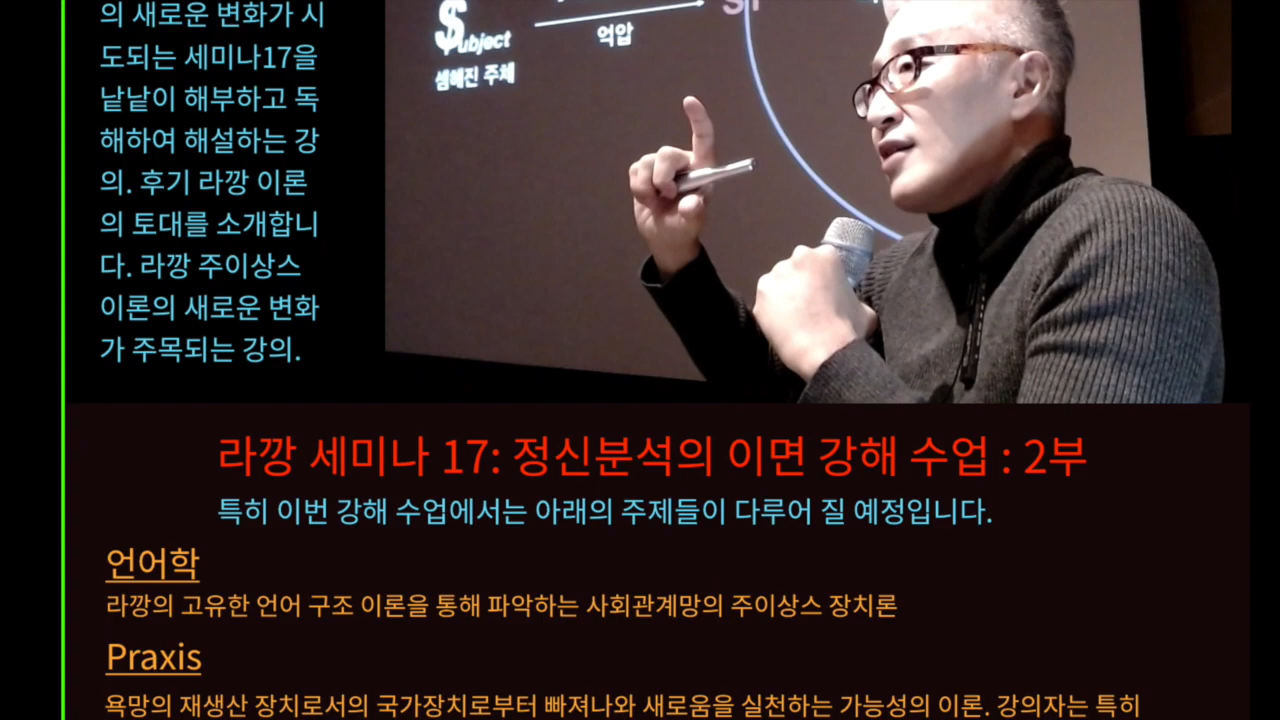 의 새로운 변화가 시
도되는 세미나17을
낱낱이 해부하고 독
해하여 해설하는 강
의. 후기 라깡 이론
의 토대를 소개합니
다. 라깡 주이상스
이론의 새로운 변화
가 주목되는 강의.
$ubject
억압
셈해진 주체
S1
라깡 세미나 17: 정신분석의 이면 강해 수업 : 2부
특히 이번 강해 수업에서는 아래의 주제들이 다루어 질 예정입니다.
언어학
라깡의 고유한 언어 구조 이론을 통해 파악하는 사회관계망의 주이상스 장치론
Praxis
욕망의 재생산 장치로서의 국가장치로부터 빠져나와 새로움을 실천하는 가능성의 이론. 강의자는 특히